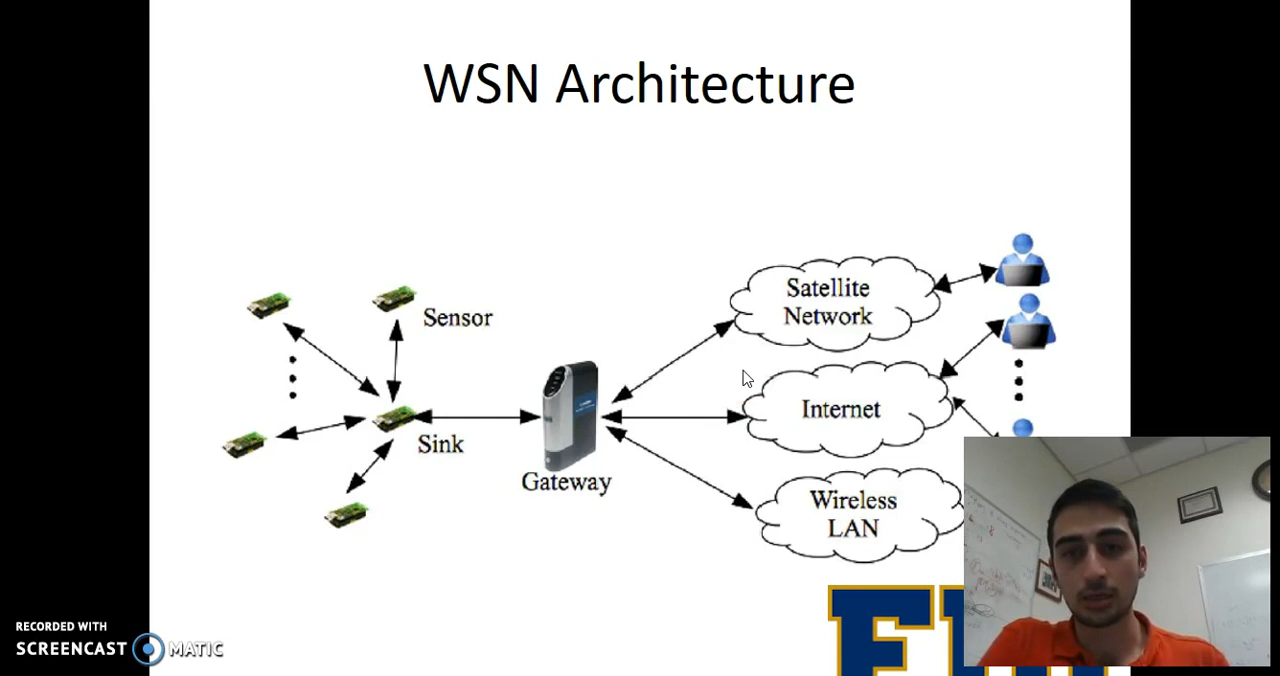 WSN Architecture
Sensor
Sink
Gateway
Satellite
Network
Internet
Wireless
LAN
RECORDED WITH
SCREENCAST MATIC